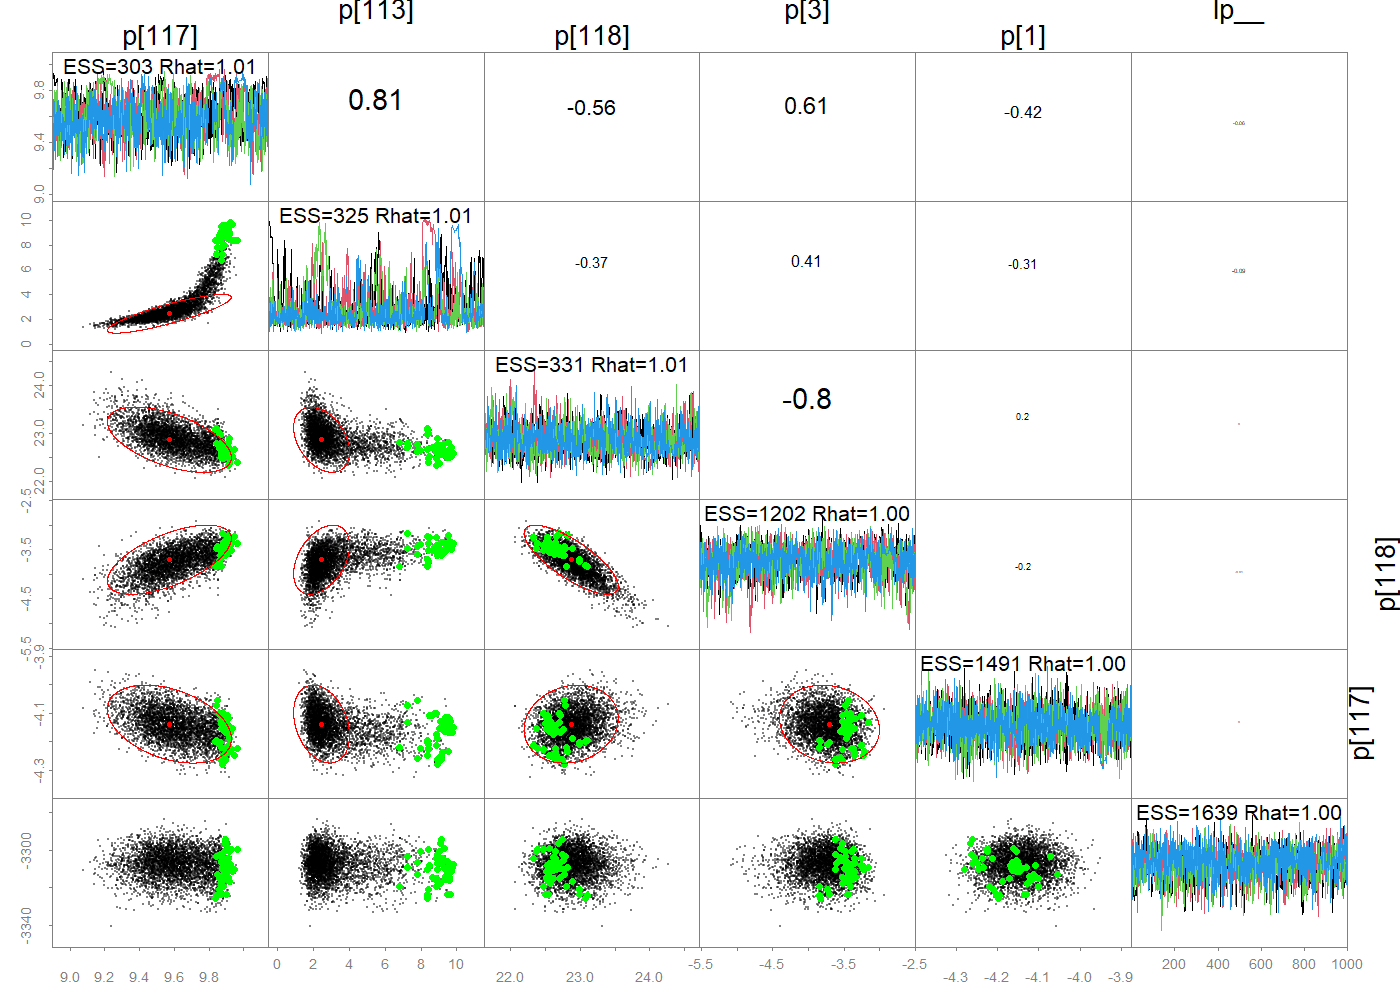 p[113] p[3] lp__
p[117] p[118] p[1]
ESS=303 Rhat=1.01
0.81 -0.56 0.61 -0.42 -0.06
9.8
9.4
9.0
ESS=325 Rhat=1.01
-0.37 0.41 -0.31 -0.09
10
8
6
4
2
0
ESS=331 Rhat=1.01
-0.8 0.2
24.0
23.0
22.0
ESS=1202 Rhat=1.00
-0.2
-2.5
-3.5
-4.5
-5.5
p[118]
ESS=1491 Rhat=1.00
-3.9
-4.1
-4.3
p[117]
ESS=1639 Rhat=1.00
-3300
-3340
9.0 9.2 9.4 9.6 9.8
0 2 4 6 8 10
22.0 23.0 24.0
-5.5 -4.5 -3.5 -2.5
-4.3 -4.2 -4.1 -4.0 -3.9
200 400 600 800 1000